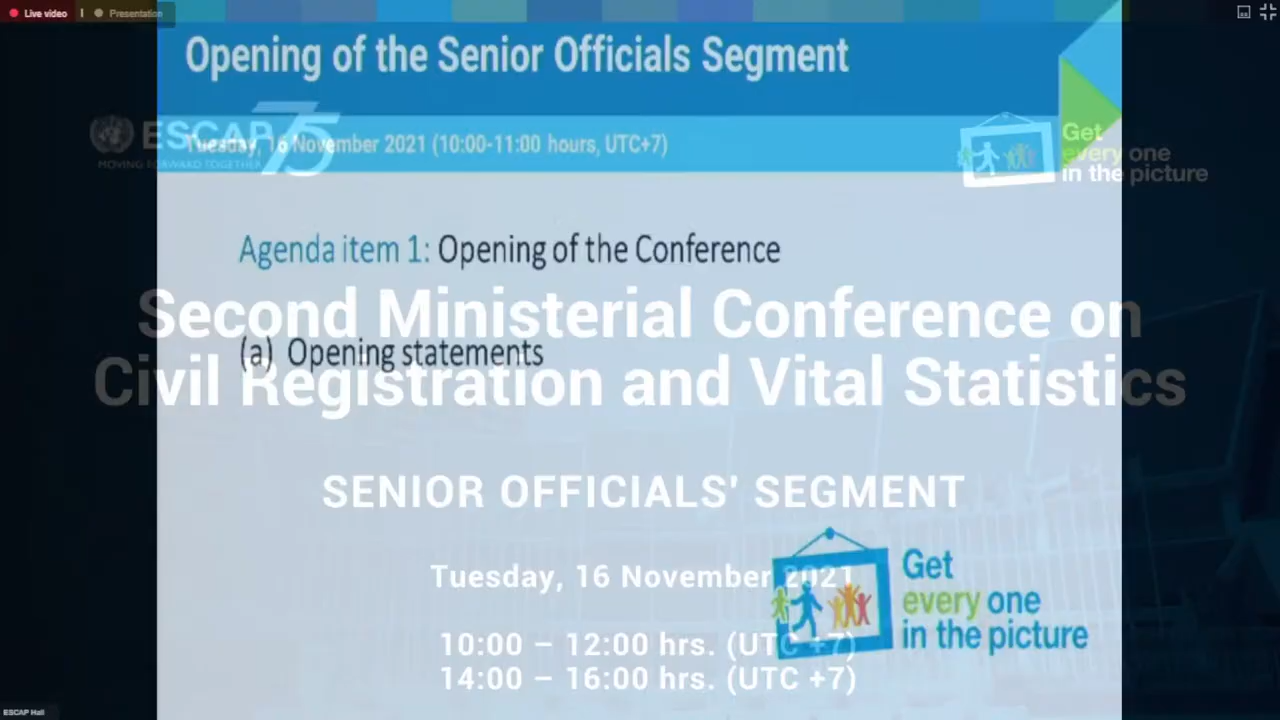 Live video
Presentation
Opening of the Senior Officials Segment
ESCAP 75
MOVING FORWARD TOGETHER
Tuesday, 16 November 2021 (10:00-11:00 hours, UTC+7)
Get
every one
in the picture
Agenda item 1: Opening of the Conference
Second Ministerial Conference on
(a) Opening statements
Civil Registration and Vital Statistics
SENIOR OFFICIALS' SEGMENT
Tuesday, 16 November 2021
10:00 – 12:00 hrs. (UTC +7)
14:00 – 16:00 hrs. (UTC +7)
Get
every one
in the picture
ESCAP Hall